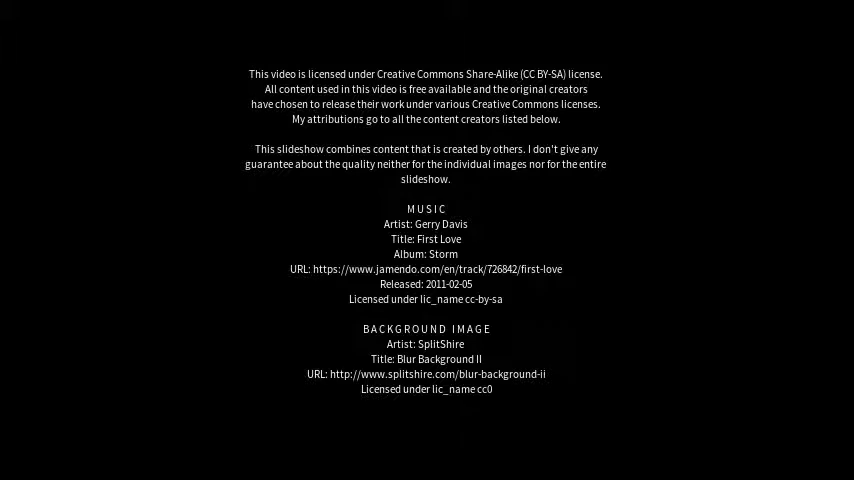 This video is licensed under Creative Commons Share-Alike (CC BY-SA) license.
All content used in this video is free available and the original creators
have chosen to release their work under various Creative Commons licenses.
My attributions go to all the content creators listed below.
This slideshow combines content that is created by others. I don't give any
guarantee about the quality neither for the individual images nor for the entire
slideshow.
MUSIC
Artist: Gerry Davis
Title: First Love
Album: Storm
URL: https://www.jamendo.com/en/track/726842/first-love
Released: 2011-02-05
Licensed under lic_name cc-by-sa
BACKGROUND IMAGE
Artist: SplitShire
Title: Blur Background II
URL: http://www.splitshire.com/blur-background-ii
Licensed under lic_name cc0